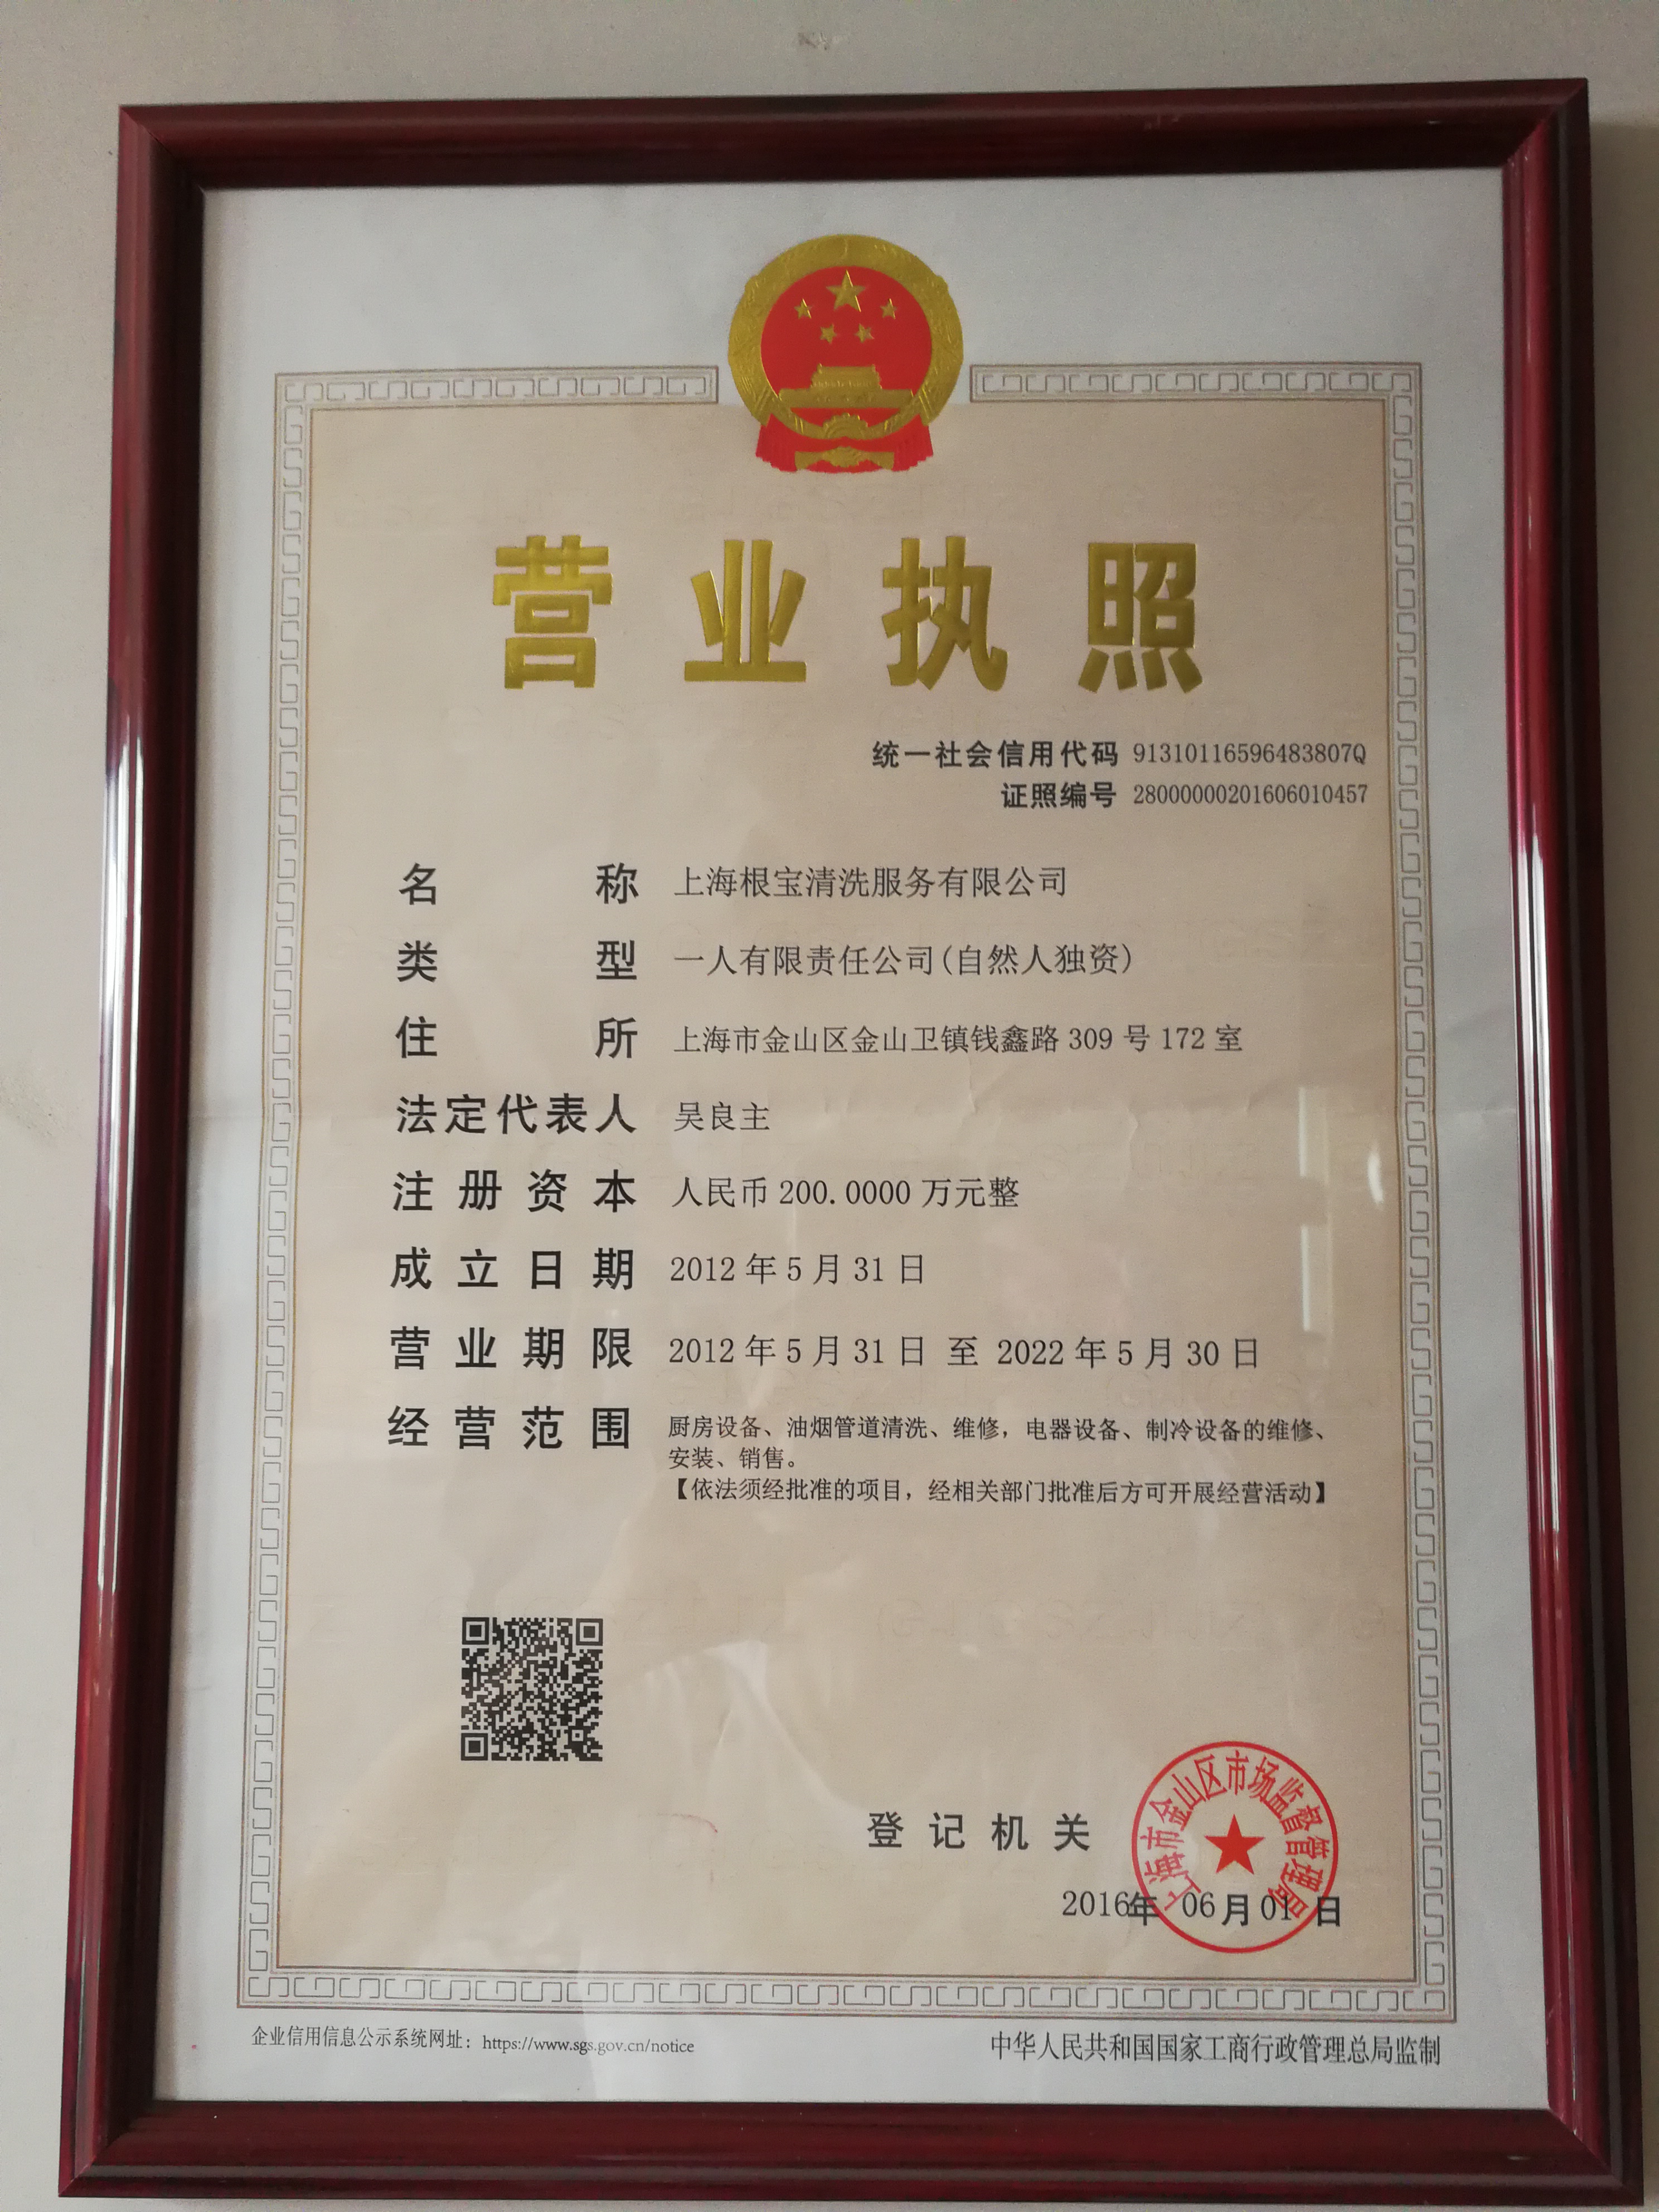 营业执照
统一社会信用代码 91310116596483807Q
证照编号 28000000201606010457
名称 上海根宝清洗服务有限公司
类型 一人有限责任公司(自然人独资)
住所 上海市金山区金山卫镇钱鑫路309号172室
法定代表人 吴良主
注册资本 人民币200.0000万元整
成立日期 2012年5月31日
营业期限 2012年5月31日 至 2022年5月30日
经营范围 厨房设备、油烟管道清洗、维修，电器设备、制冷设备的维修、
安装、销售。
【依法须经批准的项目，经相关部门批准后方可开展经营活动】
登记机关
上海市金山区市场监督管理局
2016年 06月01日
企业信用信息公示系统网址：https://www.sgs.gov.cn/notice
中华人民共和国国家工商行政管理总局监制